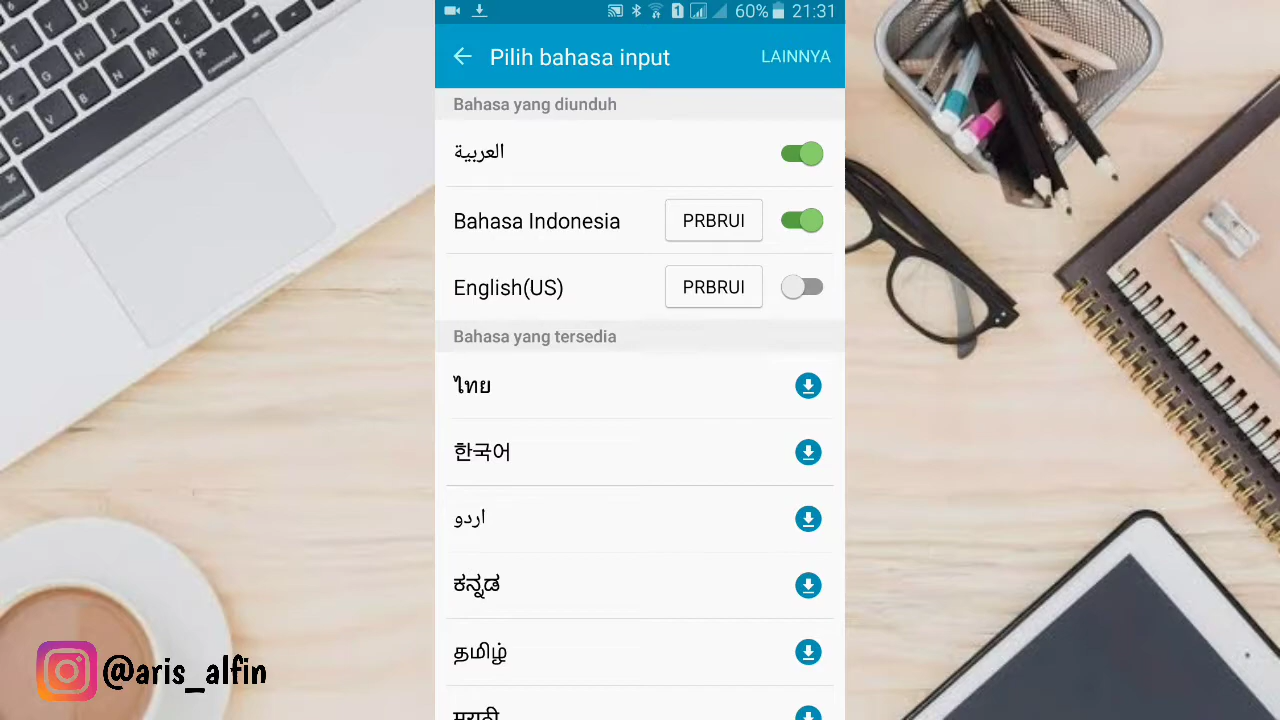 60% 21:31
Pilih bahasa input LAINNYA
Bahasa yang diunduh
العربية
Bahasa Indonesia PRBRUI
English(US) PRBRUI
Bahasa yang tersedia
ไทย
한국어
اردو
ಕನ್ನಡ
தமிழ்
मराठी
@aris_alfin